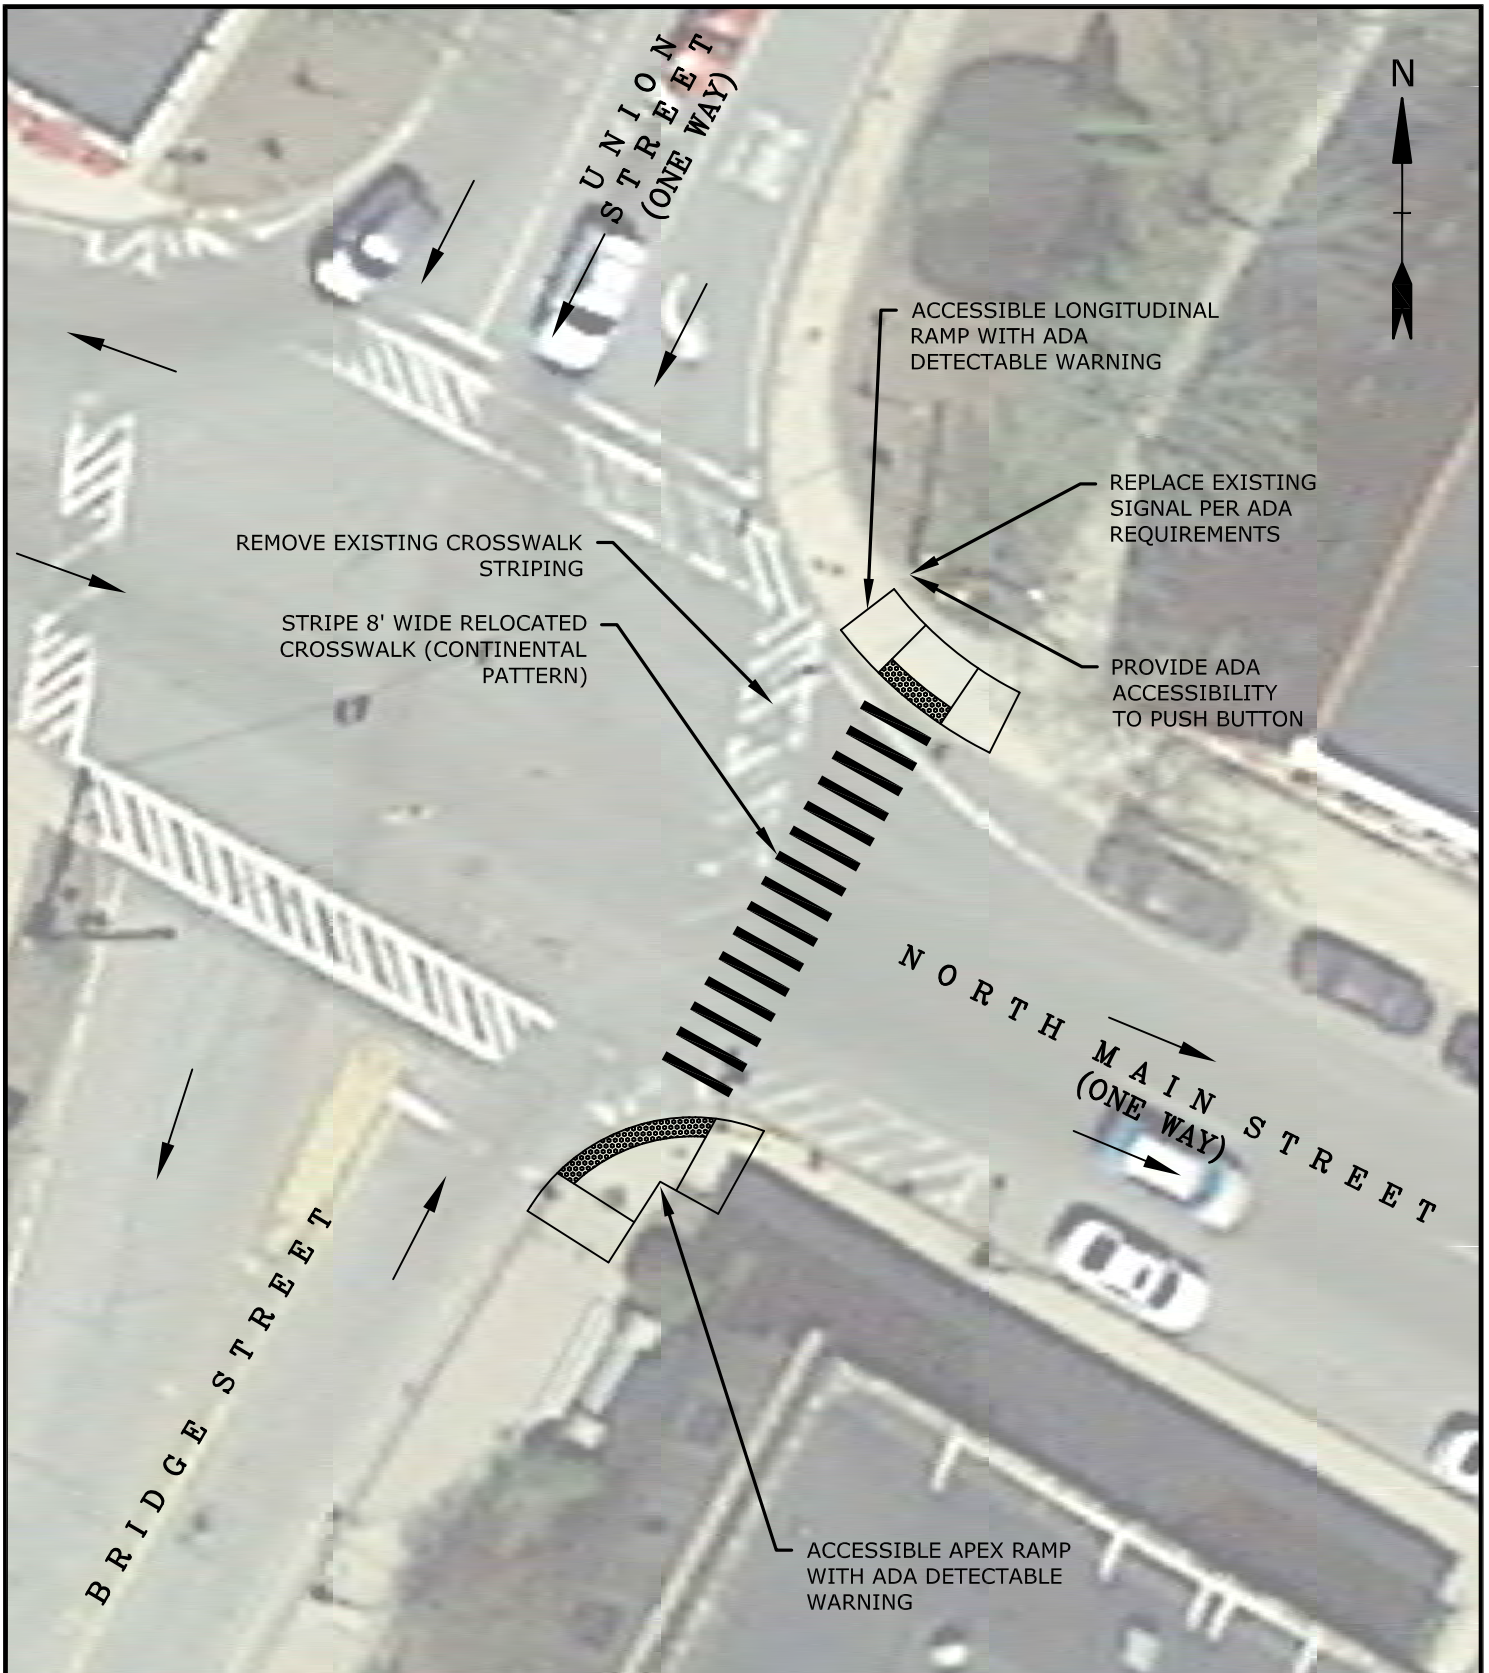 UNION
STREET
(ONE WAY)
N
ACCESSIBLE LONGITUDINAL
RAMP WITH ADA
DETECTABLE WARNING
REPLACE EXISTING
SIGNAL PER ADA
REQUIREMENTS
REMOVE EXISTING CROSSWALK
STRIPING
STRIPE 8' WIDE RELOCATED
CROSSWALK (CONTINENTAL
PATTERN)
PROVIDE ADA
ACCESSIBILITY
TO PUSH BUTTON
NORTH MAIN STREET
(ONE WAY)
BRIDGE STREET
ACCESSIBLE APEX RAMP
WITH ADA DETECTABLE
WARNING